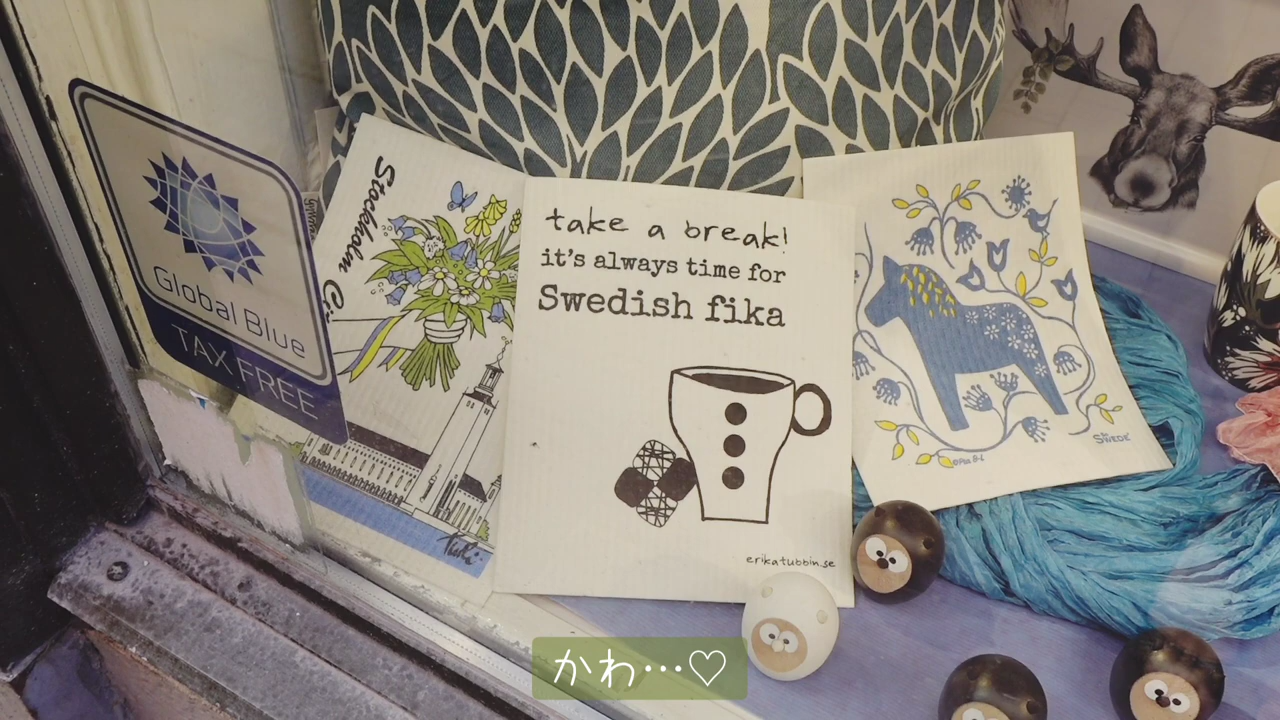 Global Blue
TAX FREE
Stockholm
take a break!
it's always time for
Swedish fika
erikatubbin.se
かわ…♡